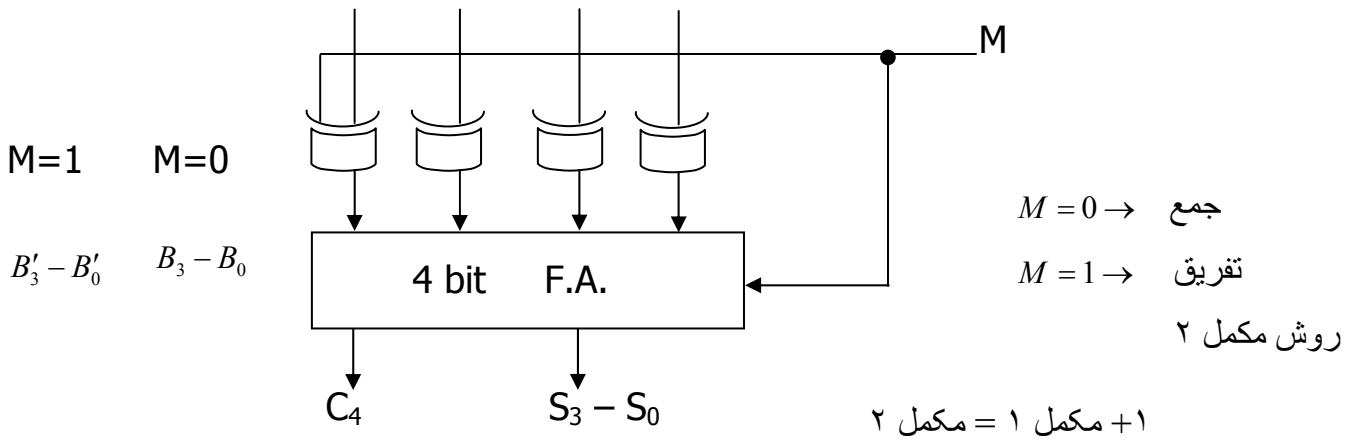 M
M=1 M=0
B′₃ − B′₀ B₃ − B₀
4 bit F.A.
M = 0 → جمع
M = 1 → تفریق
روش مکمل ۲
C₄ S₃ – S₀
۱+ مکمل ۱ = مکمل ۲